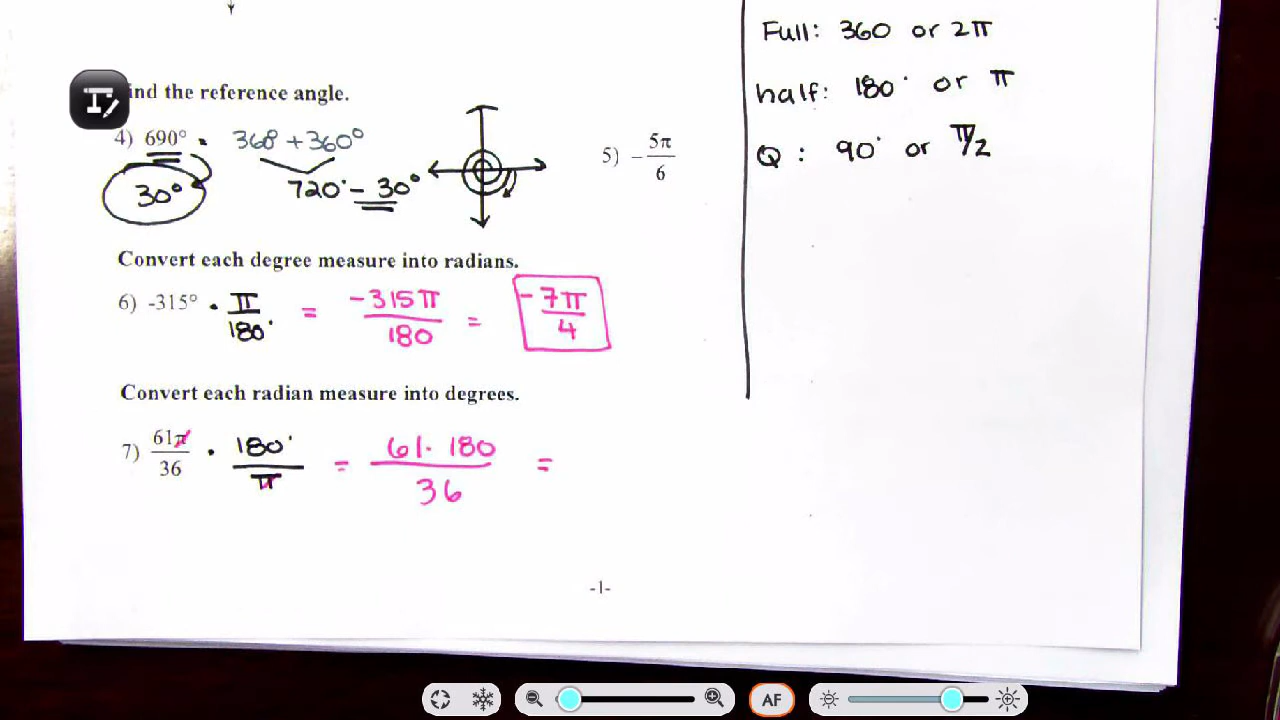 Full: 360 or 2π
half: 180° or π
Q : 90° or π/2
ind the reference angle.
4) 690° = 360 + 360°
30°
720° - 30°
5) -5π/6
Convert each degree measure into radians.
6) -315° · π/180° = -315π/180 = -7π/4
Convert each radian measure into degrees.
7) 61π/36 · 180°/π = 61·180/36 =
-1-
AF